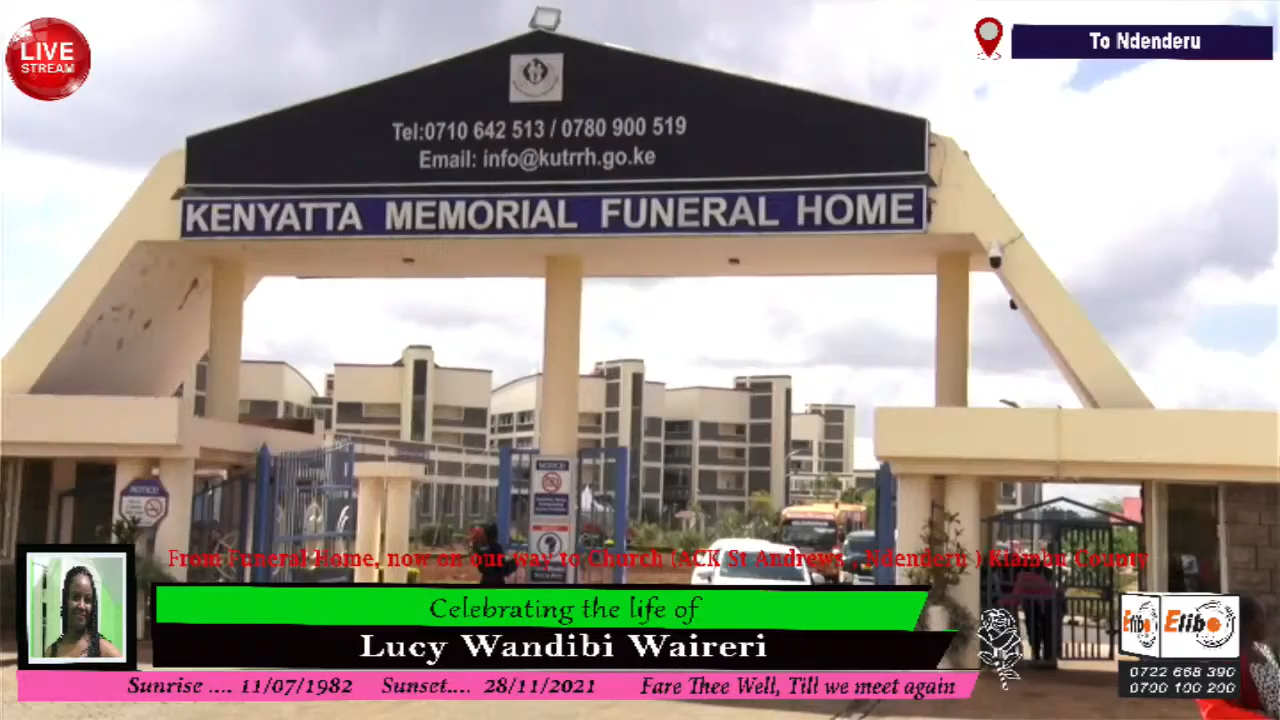 LIVE
STREAM
To Ndenderu
Tel:0710 642 513 / 0780 900 519
Email: info@kutrrh.go.ke
KENYATTA MEMORIAL FUNERAL HOME
NOTICE!
NOTICE!
From Funeral Home, now on our way to Church (ACK St Andrews , Ndenderu ) Kiambu County
Celebrating the life of
Lucy Wandibi Waireri
Sunrise .... 11/07/1982 Sunset.... 28/11/2021 Fare Thee Well, Till we meet again
Elibo
Elibo
0722 668 390
0700 100 200